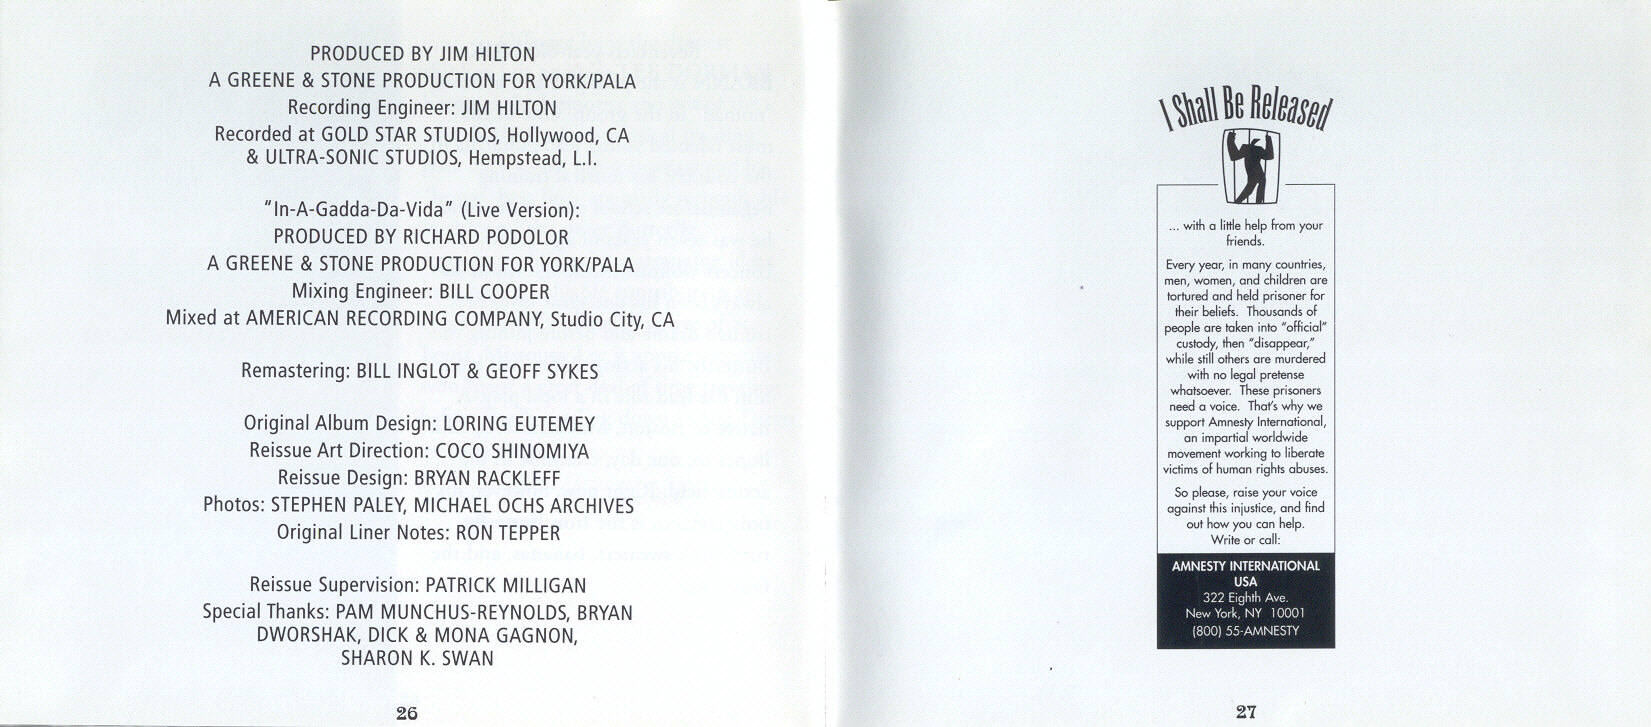 PRODUCED BY JIM HILTON
A GREENE & STONE PRODUCTION FOR YORK/PALA
Recording Engineer: JIM HILTON
Recorded at GOLD STAR STUDIOS, Hollywood, CA
& ULTRA-SONIC STUDIOS, Hempstead, L.I.
“In-A-Gadda-Da-Vida” (Live Version):
PRODUCED BY RICHARD PODOLOR
A GREENE & STONE PRODUCTION FOR YORK/PALA
Mixing Engineer: BILL COOPER
Mixed at AMERICAN RECORDING COMPANY, Studio City, CA
Remastering: BILL INGLOT & GEOFF SYKES
Original Album Design: LORING EUTEMEY
Reissue Art Direction: COCO SHINOMIYA
Reissue Design: BRYAN RACKLEFF
Photos: STEPHEN PALEY, MICHAEL OCHS ARCHIVES
Original Liner Notes: RON TEPPER
Reissue Supervision: PATRICK MILLIGAN
Special Thanks: PAM MUNCHUS-REYNOLDS, BRYAN
DWORSHAK, DICK & MONA GAGNON,
SHARON K. SWAN
26
I Shall Be Released
... with a little help from your
friends.
Every year, in many countries,
men, women, and children are
tortured and held prisoner for
their beliefs. Thousands of
people are taken into “official”
custody, then “disappear,”
while still others are murdered
with no legal pretense
whatsoever. These prisoners
need a voice. That’s why we
support Amnesty International,
an impartial worldwide
movement working to liberate
victims of human rights abuses.
So please, raise your voice
against this injustice, and find
out how you can help.
Write or call:
AMNESTY INTERNATIONAL
USA
322 Eighth Ave.
New York, NY 10001
(800) 55-AMNESTY
27